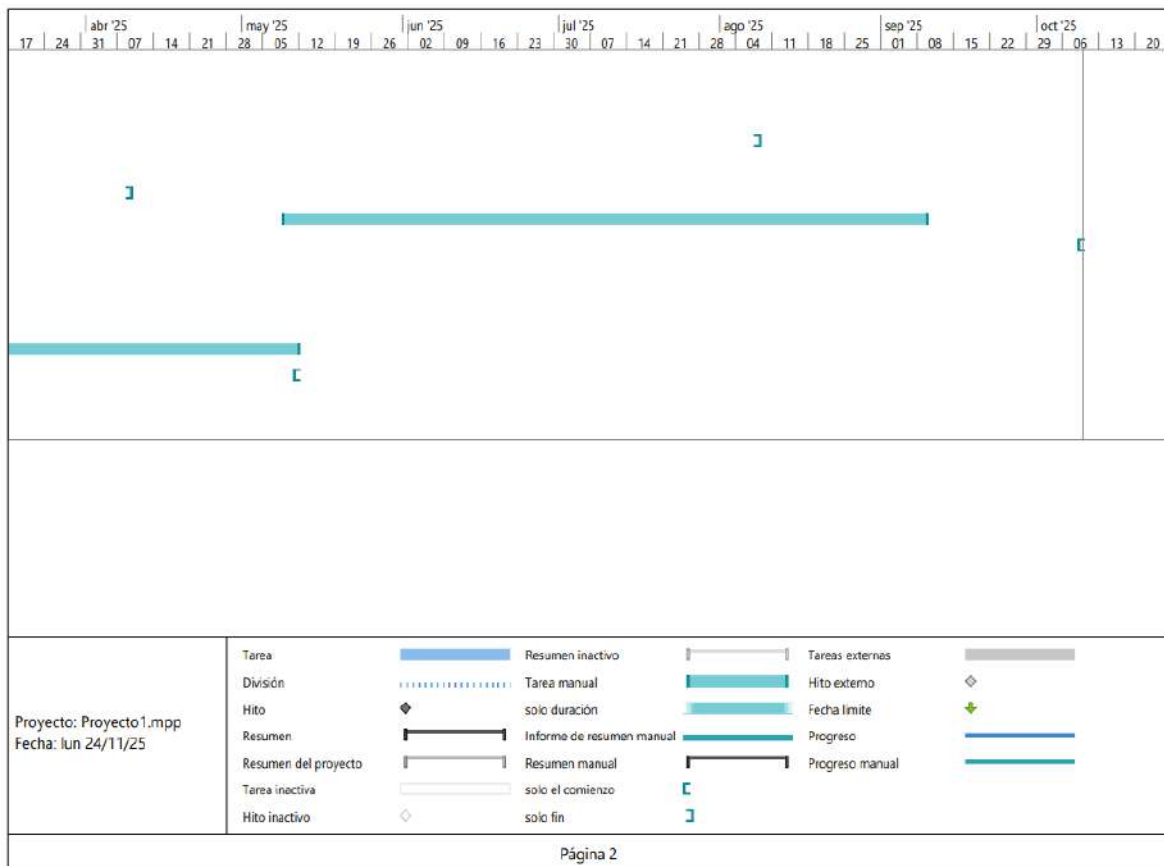 abr '25 may '25 jun '25 jul '25 ago '25 sep '25 oct '25
17 24 31 07 14 21 28 05 12 19 26 02 09 16 23 30 07 14 21 28 04 11 18 25 01 08 15 22 29 06 13 20
Proyecto: Proyecto1.mpp
Fecha: lun 24/11/25
Tarea
División
Hito
Resumen
Resumen del proyecto
Tarea inactiva
Hito inactivo
Resumen inactivo
Tarea manual
solo duración
Informe de resumen manual
Resumen manual
solo el comienzo
solo fin
Tareas externas
Hito externo
Fecha límite
Progreso
Progreso manual
Página 2